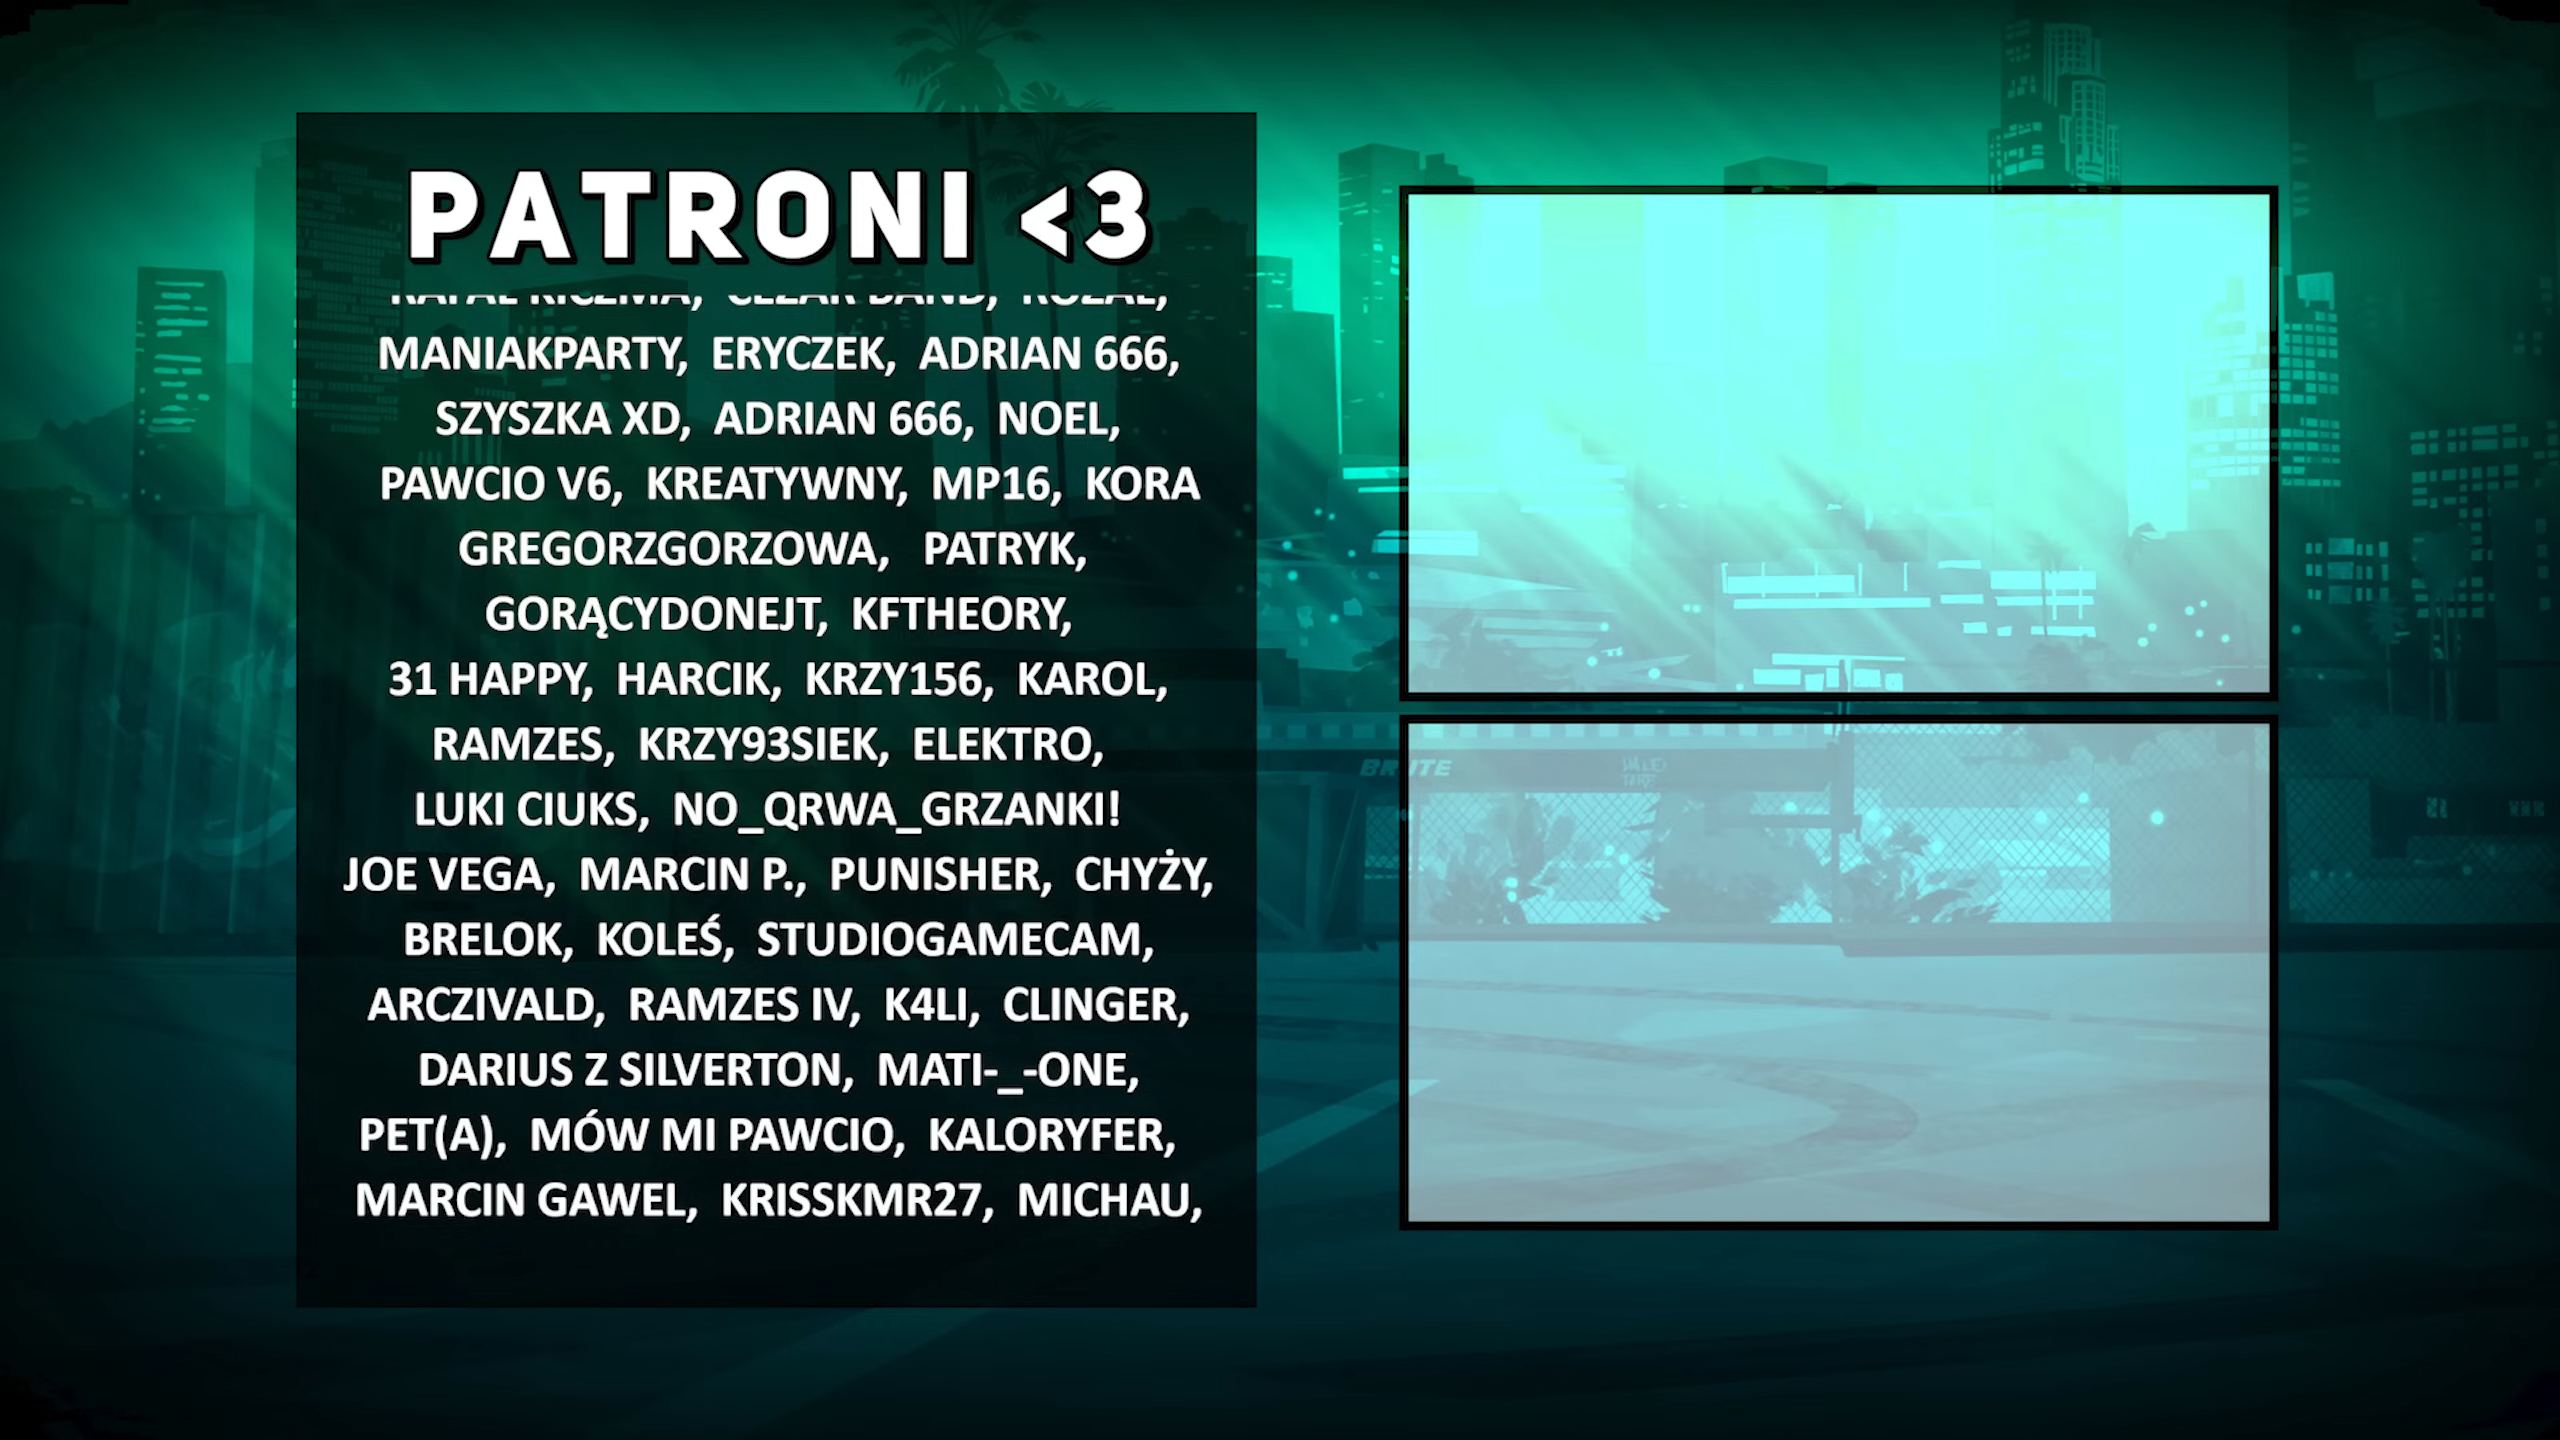 PATRONI <3
MANIAKPARTY, ERYCZEK, ADRIAN 666,
SZYSZKA XD, ADRIAN 666, NOEL,
PAWCIO V6, KREATYWNY, MP16, KORA
GREGORZGORZOWA, PATRYK,
GORĄCYDONEJT, KFTHEORY,
31 HAPPY, HARCIK, KRZY156, KAROL,
RAMZES, KRZY93SIEK, ELEKTRO,
LUKI CIUKS, NO_QRWA_GRZANKI!
JOE VEGA, MARCIN P., PUNISHER, CHYŻY,
BRELOK, KOLEŚ, STUDIOGAMECAM,
ARCZIVALD, RAMZES IV, K4LI, CLINGER,
DARIUS Z SILVERTON, MATI-_-ONE,
PET(A), MÓW MI PAWCIO, KALORYFER,
MARCIN GAWEL, KRISSKMR27, MICHAU,